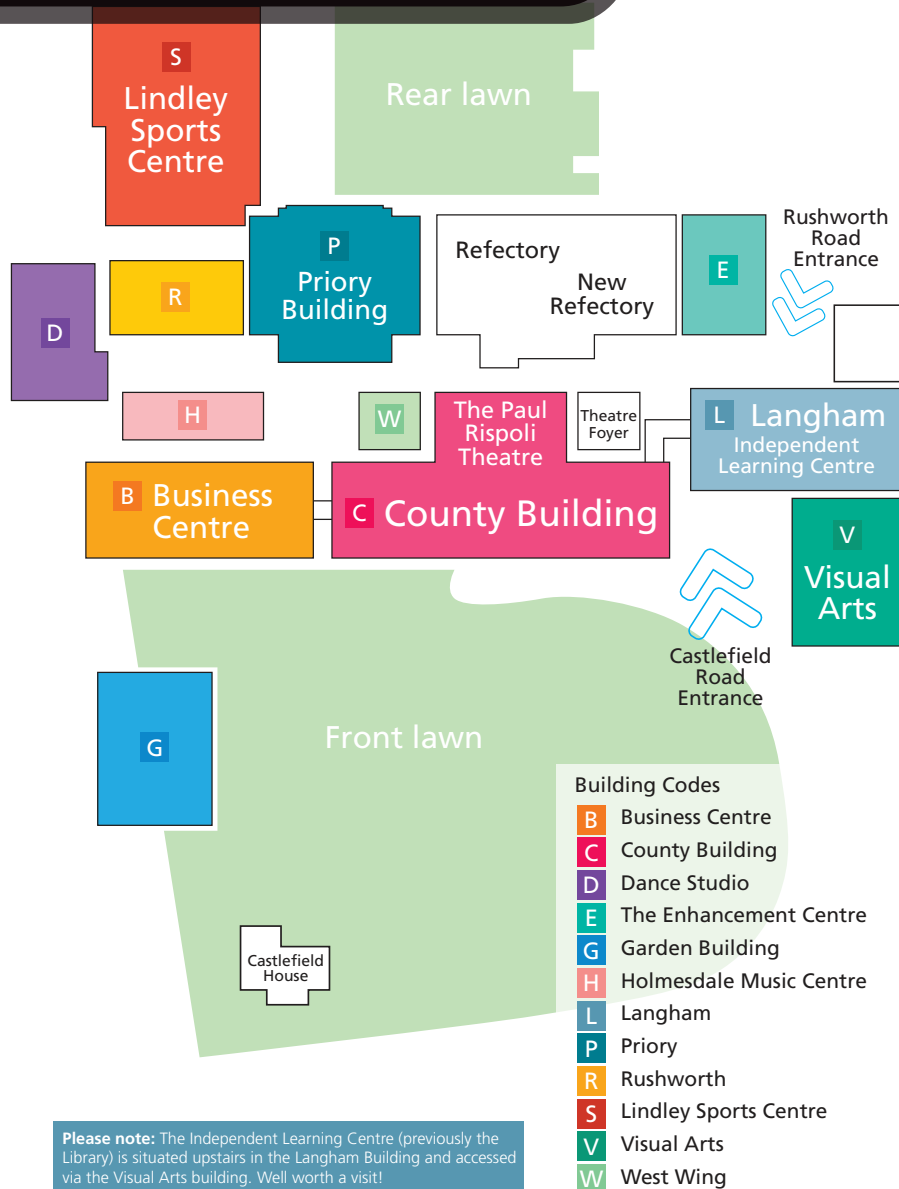 S
Lindley
Sports
Centre
Rear lawn
P
Priory
Building
Refectory
New
Refectory
E
Rushworth
Road
Entrance
D
R
H
W
The Paul
Rispoli
Theatre
Theatre
Foyer
L Langham
Independent
Learning Centre
B Business
Centre
C County Building
V
Visual
Arts
Castlefield
Road
Entrance
G
Front lawn
Castlefield
House
Building Codes
B Business Centre
C County Building
D Dance Studio
E The Enhancement Centre
G Garden Building
H Holmesdale Music Centre
L Langham
P Priory
R Rushworth
S Lindley Sports Centre
V Visual Arts
W West Wing
Please note: The Independent Learning Centre (previously the
Library) is situated upstairs in the Langham Building and accessed
via the Visual Arts building. Well worth a visit!